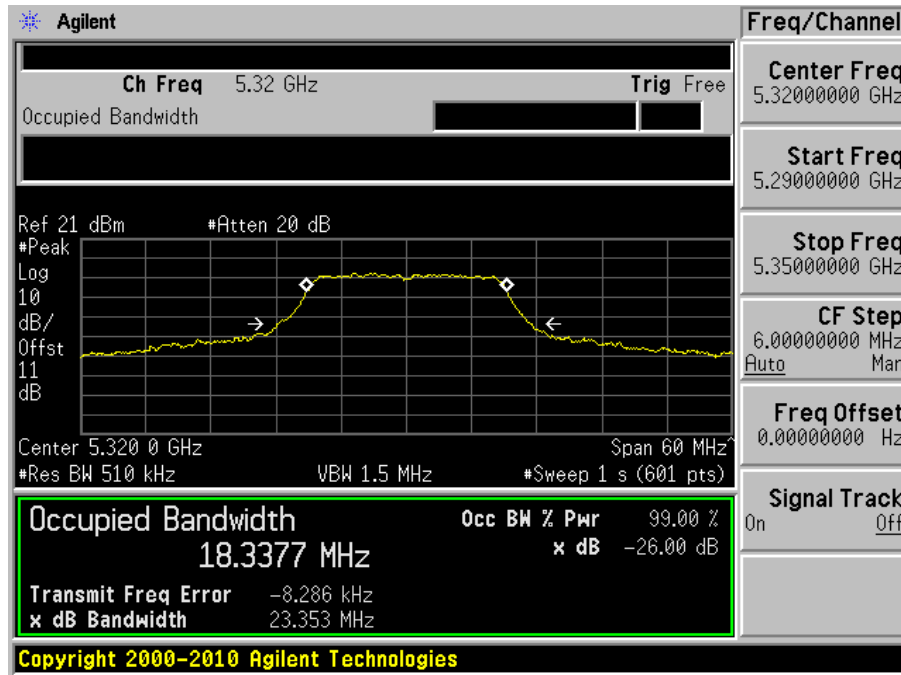 Agilent
Freq/Channel
Ch Freq 5.32 GHz Trig Free
Occupied Bandwidth
Center Freq
5.32000000 GHz
Start Freq
5.29000000 GHz
Stop Freq
5.35000000 GHz
CF Step
6.00000000 MHz
Auto Man
Freq Offset
0.00000000 Hz
Signal Track
On Off
Ref 21 dBm #Atten 20 dB
#Peak
Log
10
dB/
Offst
11
dB
Center 5.320 0 GHz Span 60 MHz^
#Res BW 510 kHz VBW 1.5 MHz #Sweep 1 s (601 pts)
Occupied Bandwidth Occ BW % Pwr 99.00 %
18.3377 MHz x dB -26.00 dB
Transmit Freq Error -8.286 kHz
x dB Bandwidth 23.353 MHz
Copyright 2000-2010 Agilent Technologies